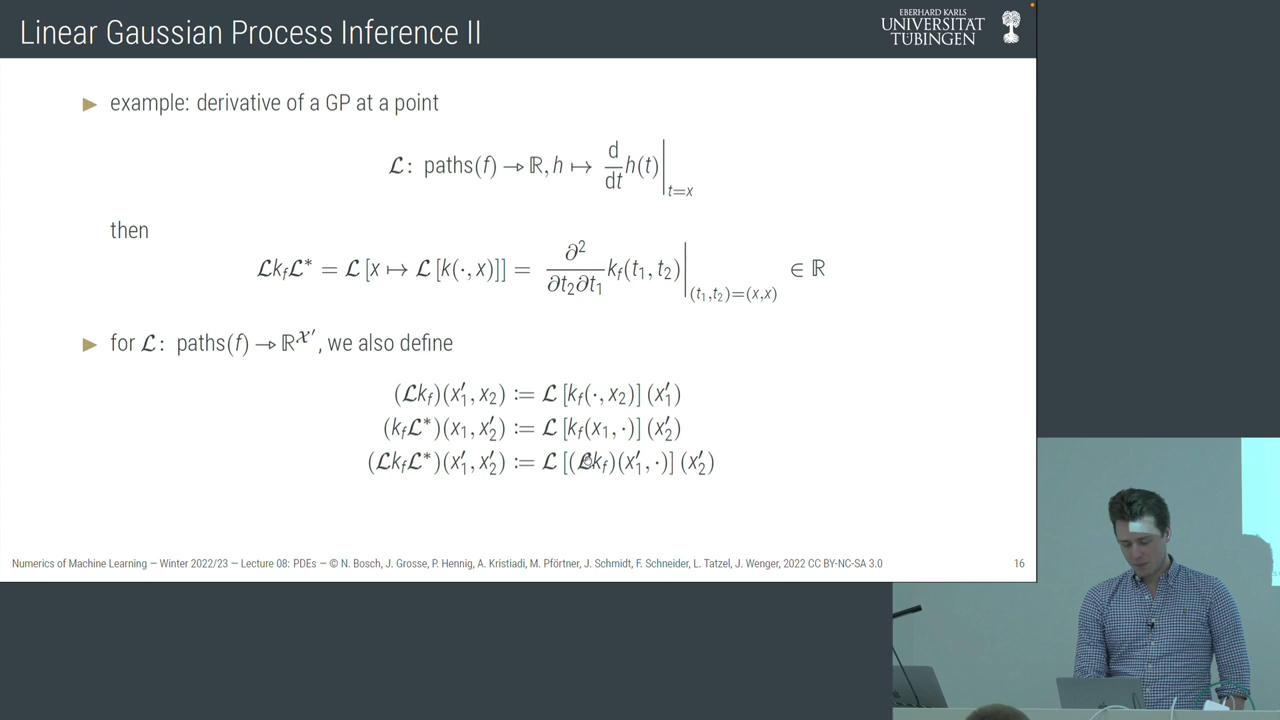 Linear Gaussian Process Inference II
EBERHARD KARLS
UNIVERSITÄT
TÜBINGEN
▶ example: derivative of a GP at a point
𝓛: paths(f) → ℝ, h ↦ d/dt h(t)|_{t=x}
then
𝓛k_f𝓛* = 𝓛[x ↦ 𝓛[k(·, x)]] = ∂²/∂t₂∂t₁ k_f(t₁, t₂)|_{(t₁,t₂)=(x,x)} ∈ ℝ
▶ for 𝓛: paths(f) → ℝ^{𝒳′}, we also define
(𝓛k_f)(x′₁, x₂) := 𝓛[k_f(·, x₂)](x′₁)
(k_f𝓛*)(x₁, x′₂) := 𝓛[k_f(x₁, ·)](x′₂)
(𝓛k_f𝓛*)(x′₁, x′₂) := 𝓛[(𝓛k_f)(x′₁, ·)](x′₂)
Numerics of Machine Learning — Winter 2022/23 — Lecture 08: PDEs — © N. Bosch, J. Grosse, P. Hennig, A. Kristiadi, M. Pförtner, J. Schmidt, F. Schneider, L. Tatzel, J. Wenger, 2022 CC BY-NC-SA 3.0
16